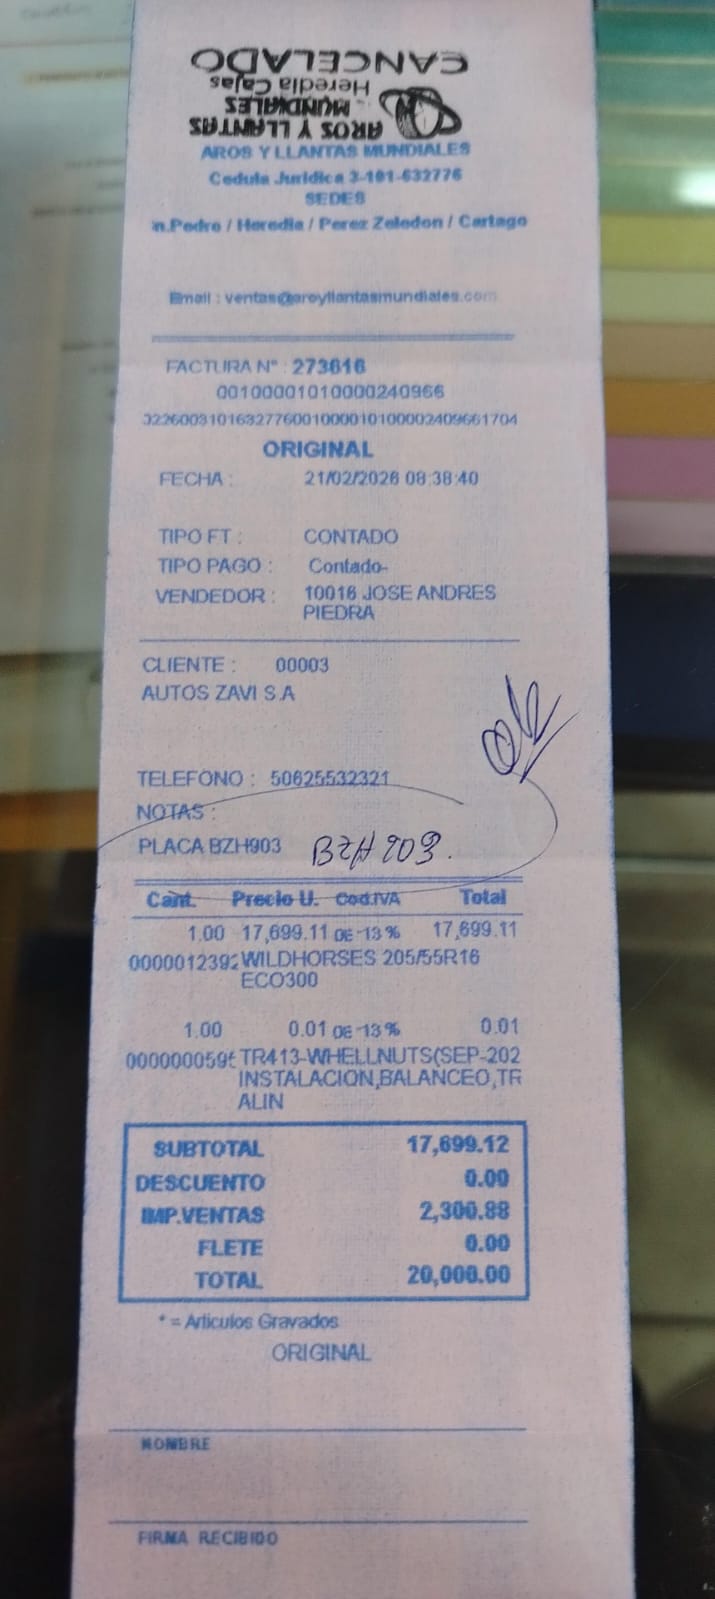 CANCELADO
Heredia Cajas
MUNDIALES
AROS Y LLANTAS
AROS Y LLANTAS MUNDIALES
Cedula Juridica 3-101-632776
SEDES
n.Pedro / Heredia / Perez Zeledon / Cartago
Email : ventas@aroyllantasmundiales.com
FACTURA N° : 273616
00100001010000240966
ORIGINAL
FECHA : 21/02/2026 08:38:40
TIPO FT : CONTADO
TIPO PAGO : Contado-
VENDEDOR : 10016 JOSE ANDRES
PIEDRA
CLIENTE : 00003
AUTOS ZAVI S.A
TELEFONO : 50625532321
NOTAS :
PLACA BZH903 BZH903.
Cant. Precio U. Cod.IVA Total
1.00 17,699.11 DE -13 % 17,699.11
0000012392 WILDHORSES 205/55R16
ECO300
1.00 0.01 DE -13 % 0.01
TR413-WHELLNUTS(SEP-202
INSTALACION,BALANCEO,TR
ALIN
SUBTOTAL 17,699.12
DESCUENTO 0.00
IMP.VENTAS 2,300.88
FLETE 0.00
TOTAL 20,000.00
* = Articulos Gravados
ORIGINAL
NOMBRE
FIRMA RECIBIDO